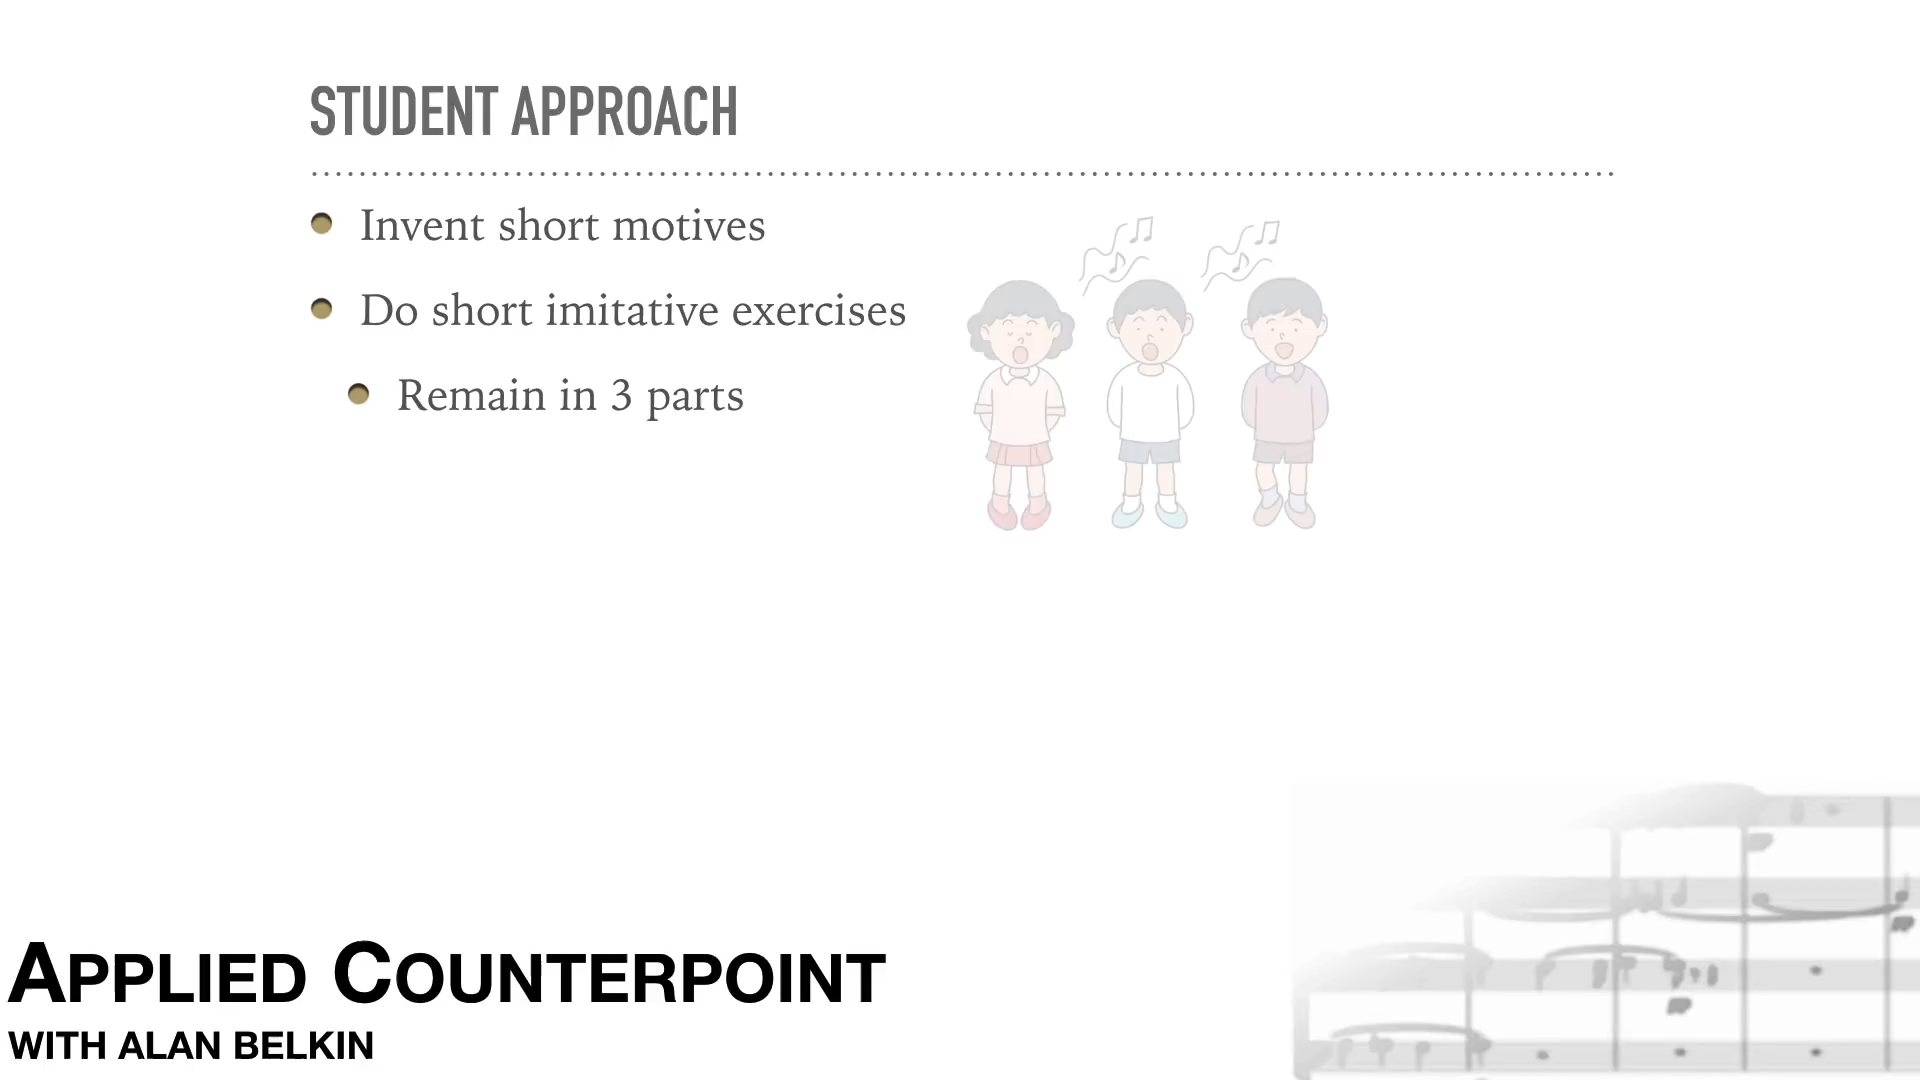 STUDENT APPROACH
Invent short motives
Do short imitative exercises
Remain in 3 parts
APPLIED COUNTERPOINT
WITH ALAN BELKIN